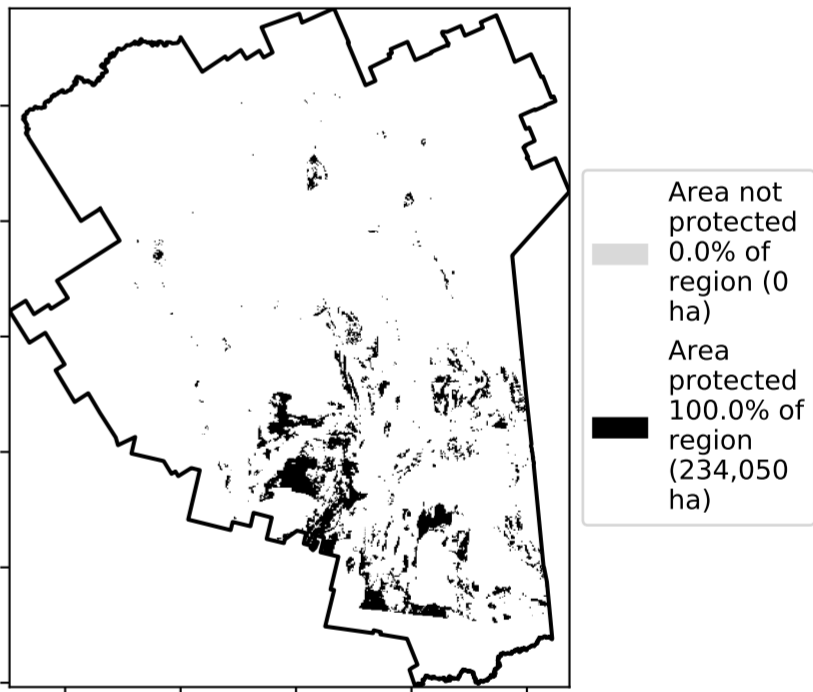 Area not
protected
0.0% of
region (0
ha)
Area
protected
100.0% of
region
(234,050
ha)